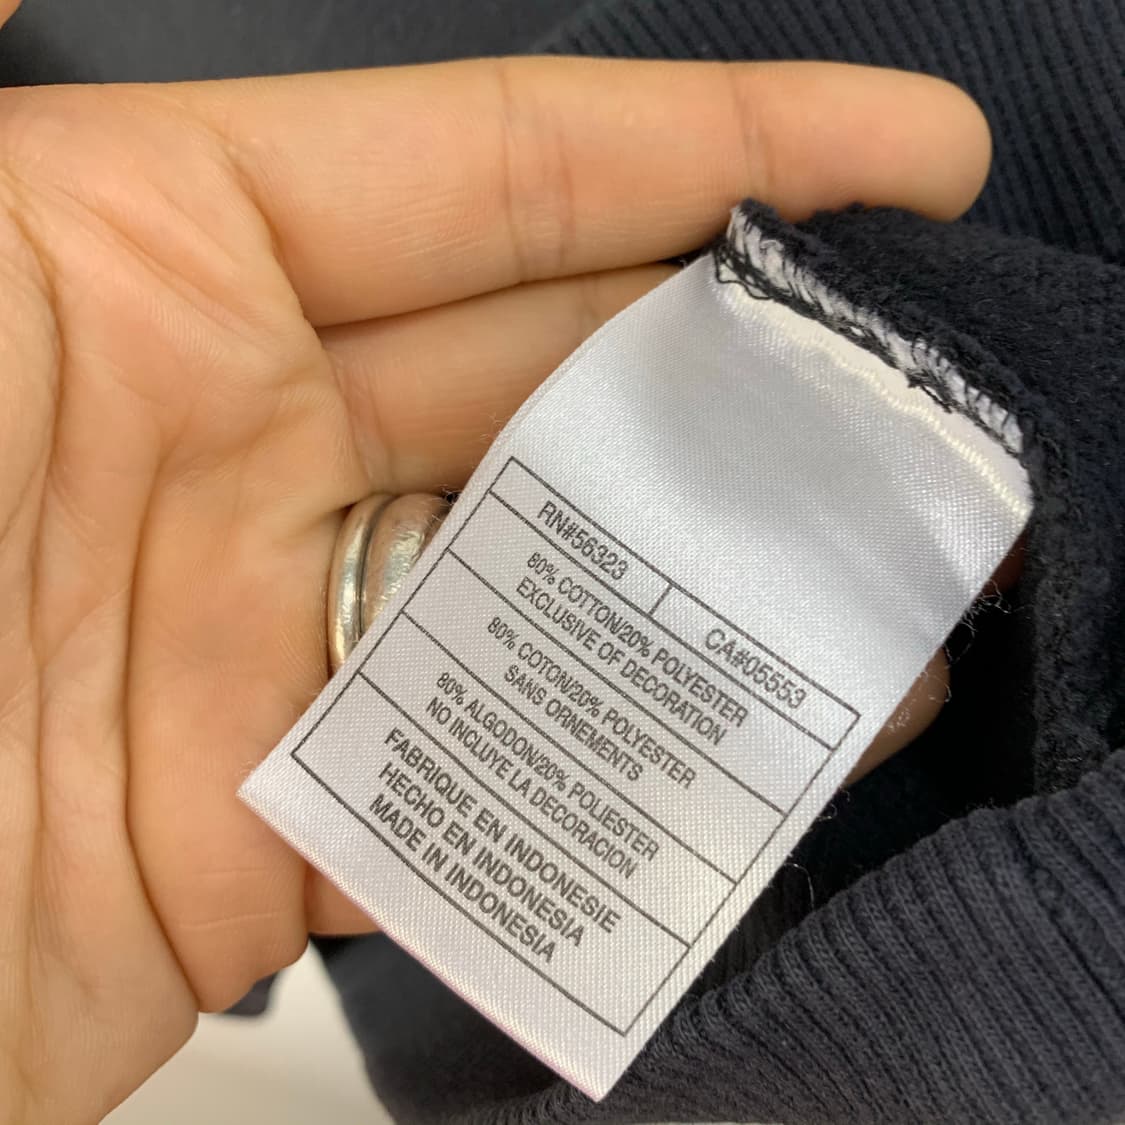 RN#56323 CA#05553
80% COTTON/20% POLYESTER
EXCLUSIVE OF DECORATION
80% COTON/20% POLYESTER
SANS ORNEMENTS
80% ALGODON/20% POLIESTER
NO INCLUYE LA DECORACION
FABRIQUE EN INDONESIE
HECHO EN INDONESIA
MADE IN INDONESIA